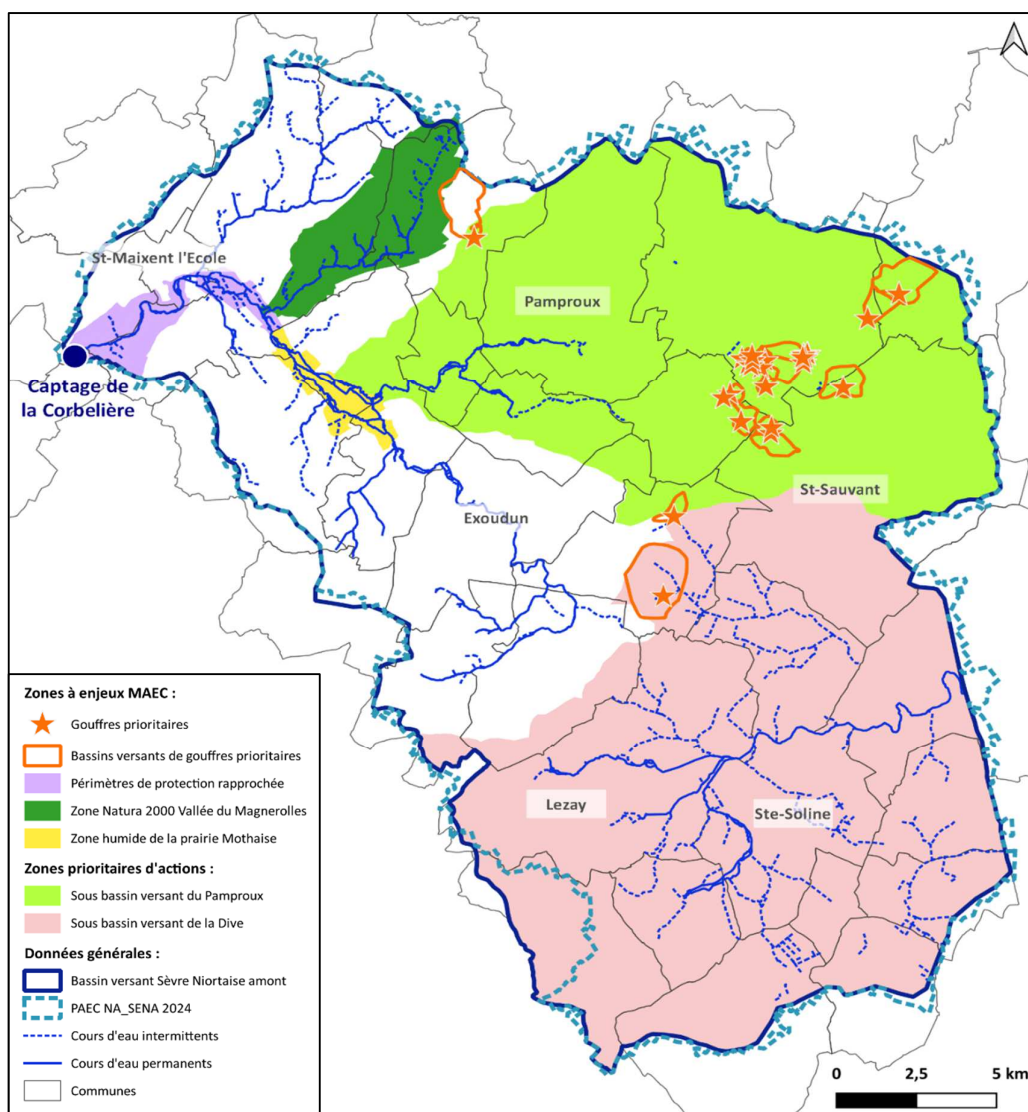 St-Maixent l'Ecole
Pamproux
Captage de
la Corbelière
St-Sauvant
Exoudun
Lezay
Ste-Soline
Zones à enjeux MAEC :
Gouffres prioritaires
Bassins versants de gouffres prioritaires
Périmètres de protection rapprochée
Zone Natura 2000 Vallée du Magnerolles
Zone humide de la prairie Mothaise
Zones prioritaires d'actions :
Sous bassin versant du Pamproux
Sous bassin versant de la Dive
Données générales :
Bassin versant Sèvre Niortaise amont
PAEC NA_SENA 2024
Cours d'eau intermittents
Cours d'eau permanents
Communes
0 2,5 5 km